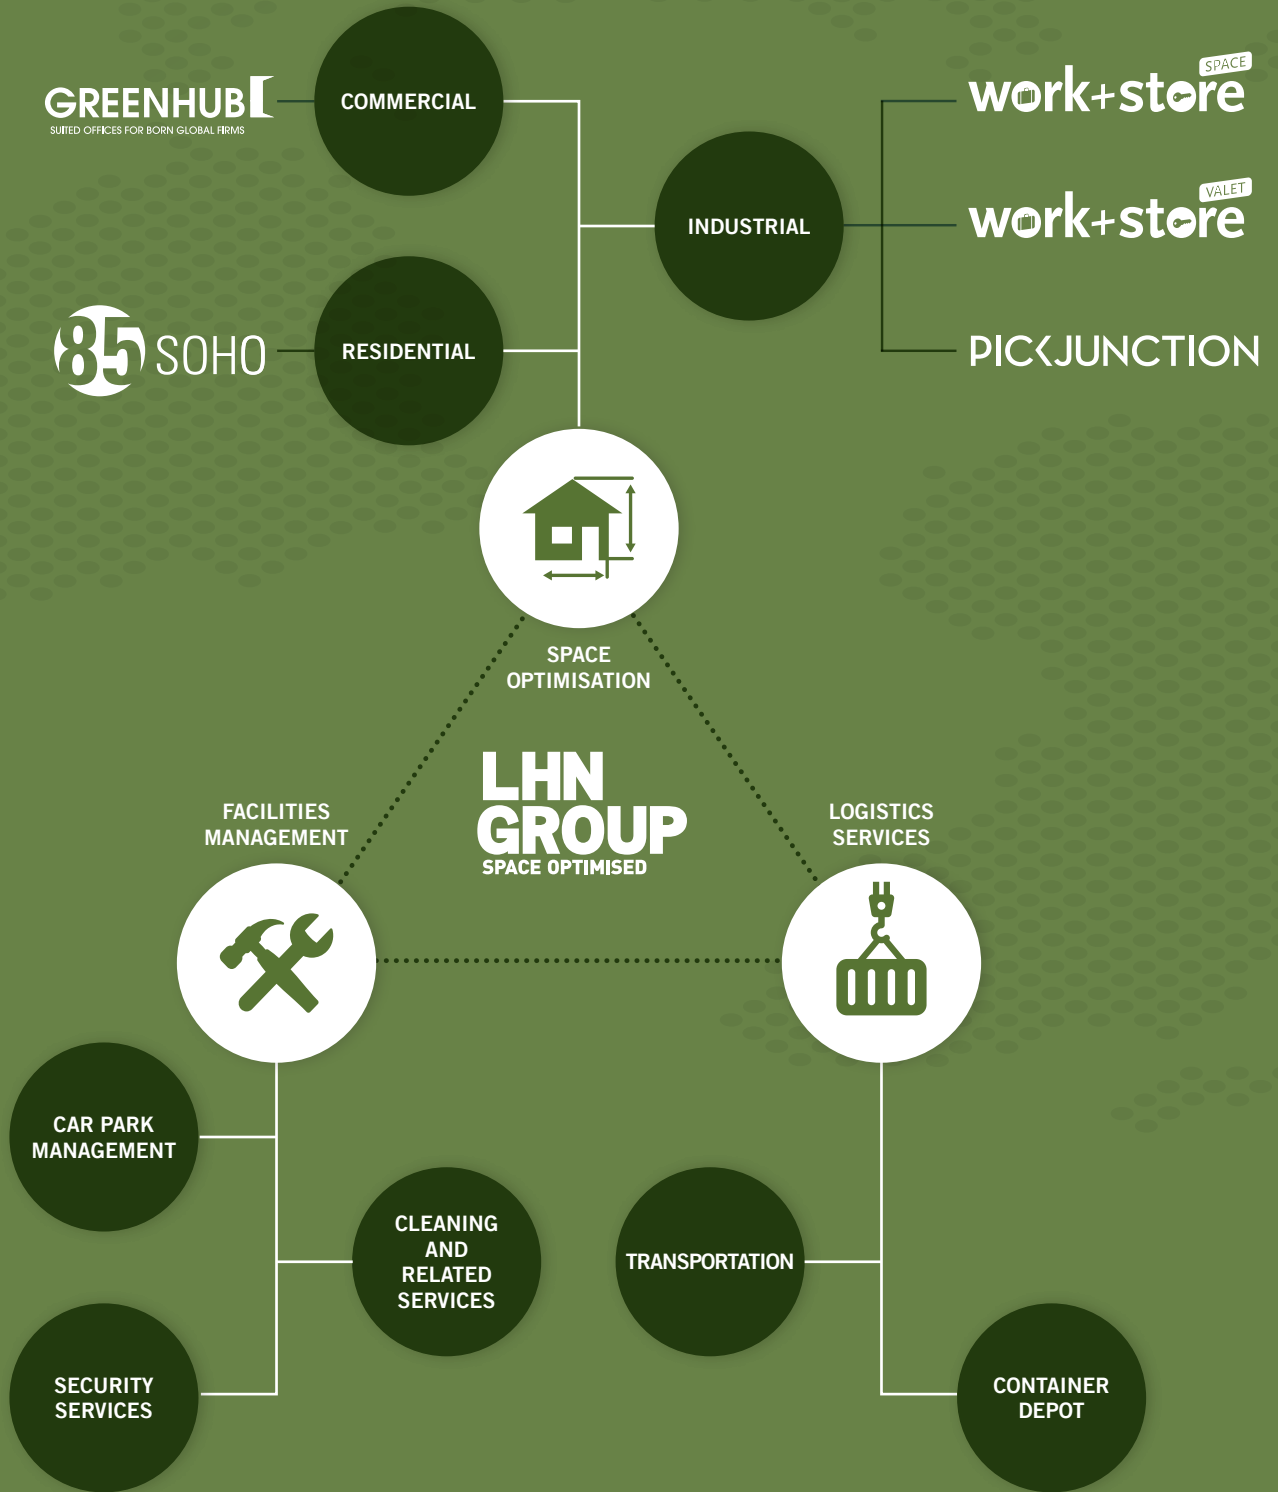 GREENHUB
SUITED OFFICES FOR BORN GLOBAL FIRMS
COMMERCIAL
SPACE
work+store
INDUSTRIAL
VALET
work+store
85 SOHO
RESIDENTIAL
PICKJUNCTION
SPACE
OPTIMISATION
LHN
GROUP
SPACE OPTIMISED
FACILITIES
MANAGEMENT
LOGISTICS
SERVICES
CAR PARK
MANAGEMENT
CLEANING
AND
RELATED
SERVICES
TRANSPORTATION
SECURITY
SERVICES
CONTAINER
DEPOT